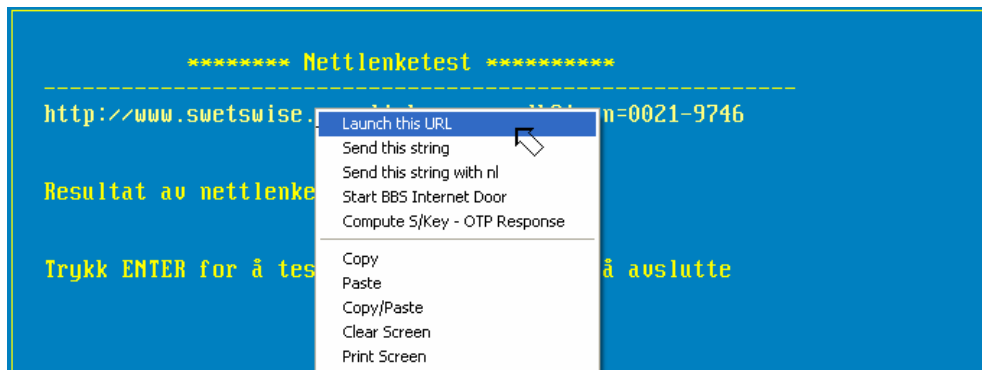 ******** Nettlenketest **********
http://www.swetswise. n=0021-9746
Launch this URL
Send this string
Send this string with nl
Resultat av nettlenke
Start BBS Internet Door
Compute S/Key - OTP Response
Trykk ENTER for å tes å avslutte
Copy
Paste
Copy/Paste
Clear Screen
Print Screen